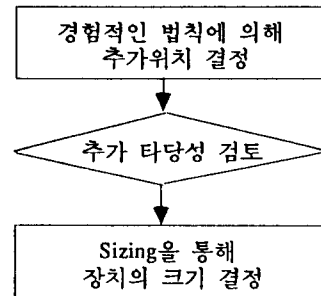 경험적인 법칙에 의해
추가위치 결정
추가 타당성 검토
Sizing을 통해
장치의 크기 결정